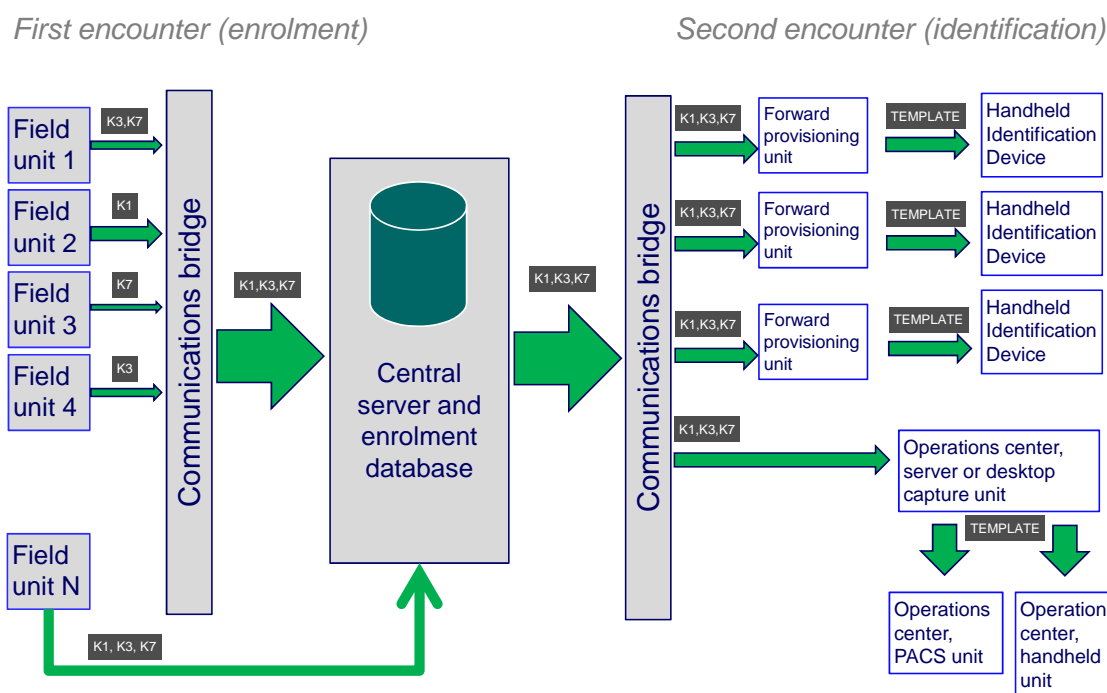 First encounter (enrolment)
Second encounter (identification)
Field
unit 1
K3,K7
Field
unit 2
K1
Field
unit 3
K7
Field
unit 4
K3
Field
unit N
K1, K3, K7
Communications bridge
K1,K3,K7
Central
server and
enrolment
database
K1,K3,K7
Communications bridge
K1,K3,K7
Forward
provisioning
unit
TEMPLATE
Handheld
Identification
Device
K1,K3,K7
Forward
provisioning
unit
TEMPLATE
Handheld
Identification
Device
K1,K3,K7
Forward
provisioning
unit
TEMPLATE
Handheld
Identification
Device
K1,K3,K7
Operations center,
server or desktop
capture unit
TEMPLATE
Operations
center,
PACS unit
Operation
center,
handheld
unit